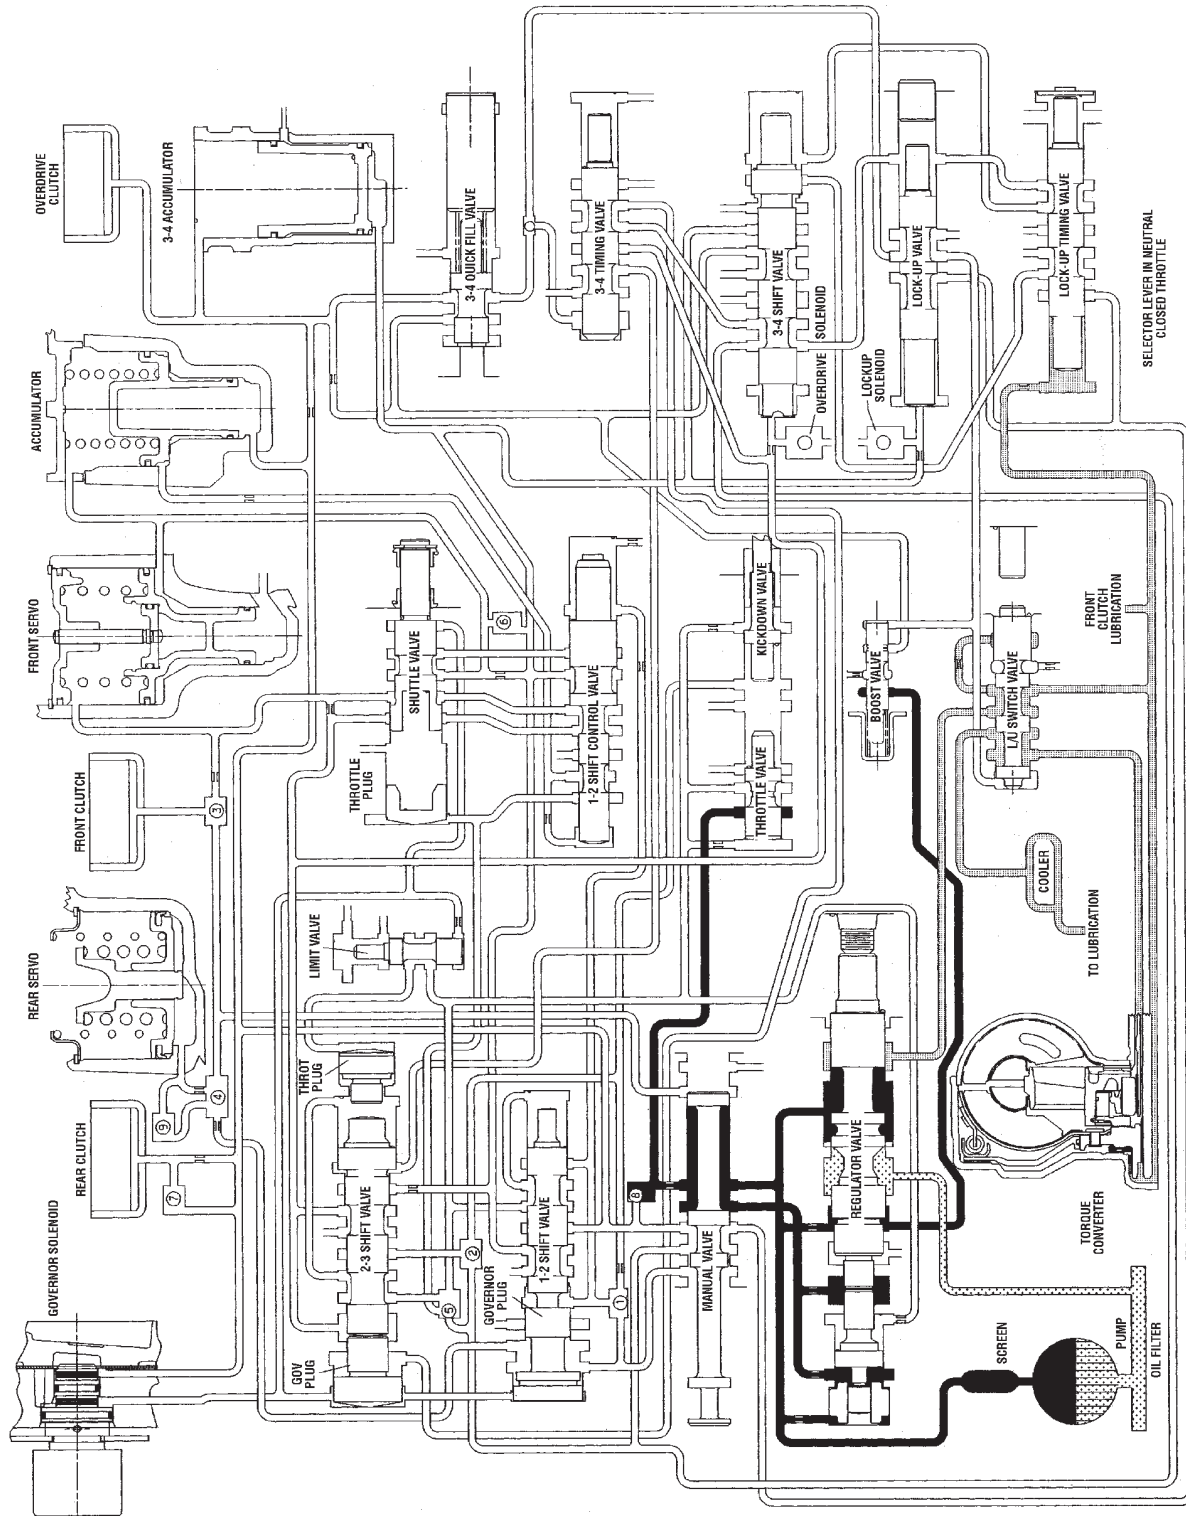 OVERDRIVE
CLUTCH
3-4 ACCUMULATOR
3-4 QUICK FILL VALVE
3-4 TIMING VALVE
3-4 SHIFT VALVE
OVERDRIVE
SOLENOID
LOCK-UP VALVE
LOCKUP
SOLENOID
LOCK-UP TIMING VALVE
SELECTOR LEVER IN NEUTRAL
CLOSED THROTTLE
ACCUMULATOR
FRONT SERVO
SHUTTLE VALVE
THROTTLE
PLUG
6
1-2 SHIFT CONTROL VALVE
KICKDOWN VALVE
THROTTLE VALVE
BOOST VALVE
L/U SWITCH VALVE
FRONT
CLUTCH
LUBRICATION
FRONT CLUTCH
3
COOLER
TO LUBRICATION
REAR SERVO
LIMIT VALVE
THROT
PLUG
REAR CLUTCH
9
4
7
2-3 SHIFT VALVE
GOV
PLUG
5
2
1-2 SHIFT VALVE
GOVERNOR
PLUG
1
8
MANUAL VALVE
REGULATOR VALVE
TORQUE
CONVERTER
GOVERNOR SOLENOID
SCREEN
PUMP
OIL FILTER